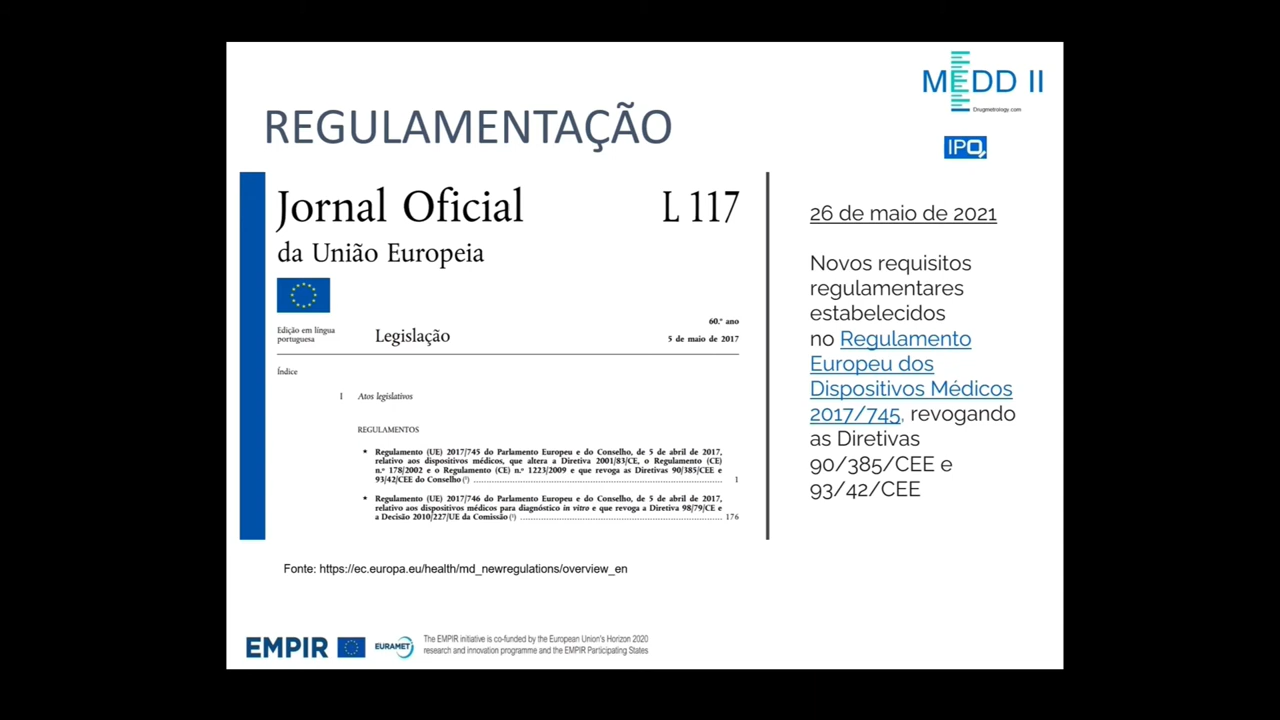 MEDD II
Drugmetrology.com
IPQ
REGULAMENTAÇÃO
Jornal Oficial
L 117
da União Europeia
Edição em língua
portuguesa
Legislação
60.º ano
5 de maio de 2017
Índice
I Atos legislativos
REGULAMENTOS
* Regulamento (UE) 2017/745 do Parlamento Europeu e do Conselho, de 5 de abril de 2017,
relativo aos dispositivos médicos, que altera a Diretiva 2001/83/CE, o Regulamento (CE)
n.º 178/2002 e o Regulamento (CE) n.º 1223/2009 e que revoga as Diretivas 90/385/CEE e
93/42/CEE do Conselho (¹) ........................................ 1
* Regulamento (UE) 2017/746 do Parlamento Europeu e do Conselho, de 5 de abril de 2017,
relativo aos dispositivos médicos para diagnóstico in vitro e que revoga a Diretiva 98/79/CE e
a Decisão 2010/227/UE da Comissão (¹) ........................................ 176
26 de maio de 2021
Novos requisitos
regulamentares
estabelecidos
no Regulamento
Europeu dos
Dispositivos Médicos
2017/745, revogando
as Diretivas
90/385/CEE e
93/42/CEE
Fonte: https://ec.europa.eu/health/md_newregulations/overview_en
EMPIR
EURAMET
The EMPIR initiative is co-funded by the European Union's Horizon 2020
research and innovation programme and the EMPIR Participating States